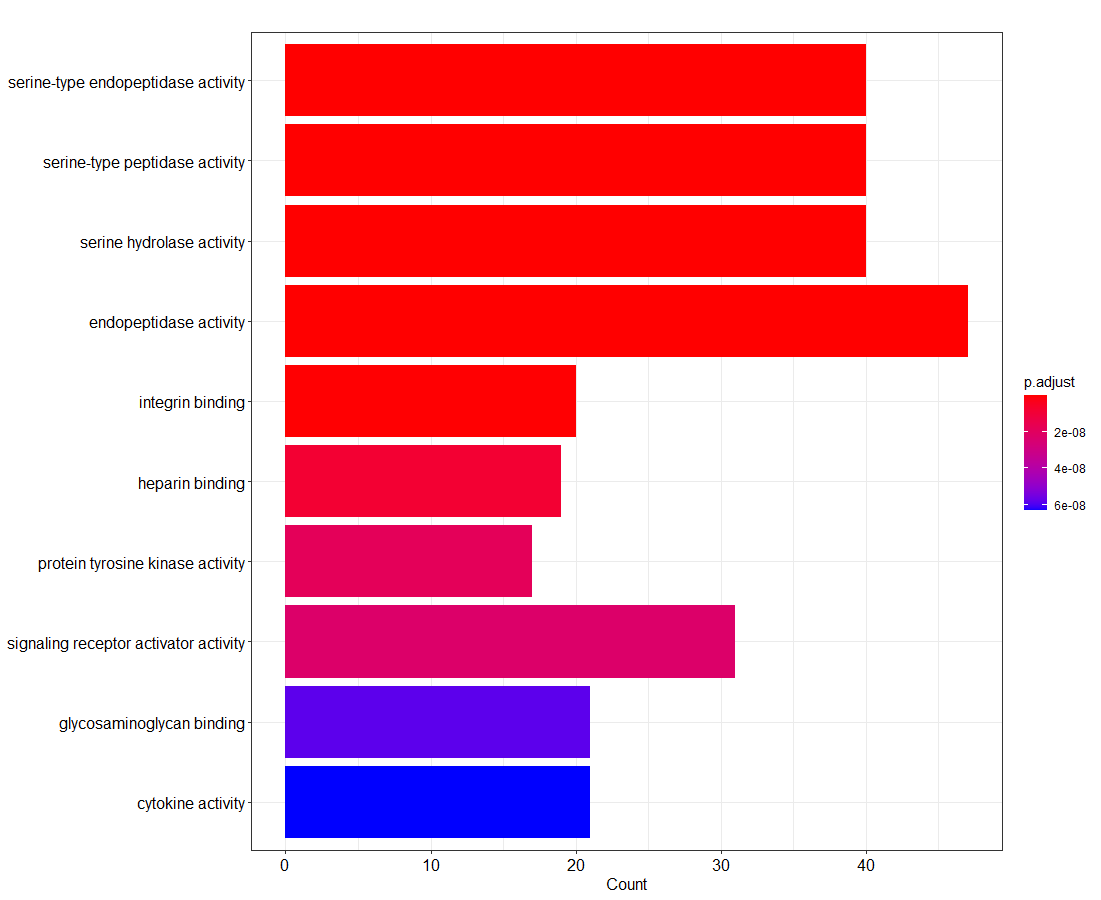 serine-type endopeptidase activity
serine-type peptidase activity
serine hydrolase activity
endopeptidase activity
integrin binding
heparin binding
protein tyrosine kinase activity
signaling receptor activator activity
glycosaminoglycan binding
cytokine activity
0 10 20 30 40
Count
p.adjust
2e-08
4e-08
6e-08